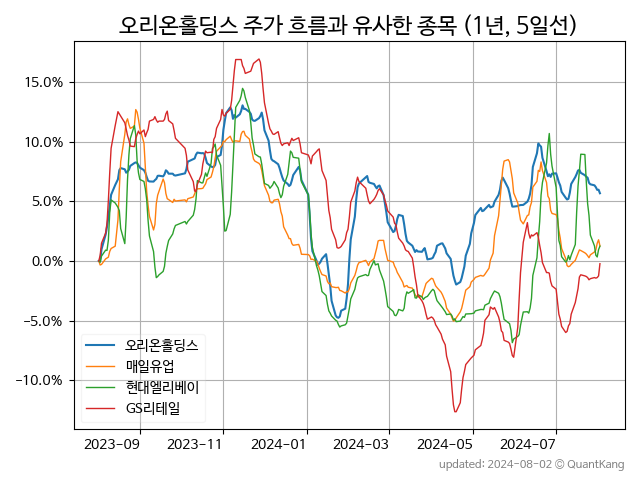 오리온홀딩스 주가 흐름과 유사한 종목 (1년, 5일선)
15.0%
10.0%
5.0%
0.0%
−5.0%
−10.0%
오리온홀딩스
매일유업
현대엘리베이
GS리테일
2023-09 2023-11 2024-01 2024-03 2024-05 2024-07
updated: 2024-08-02 © QuantKang